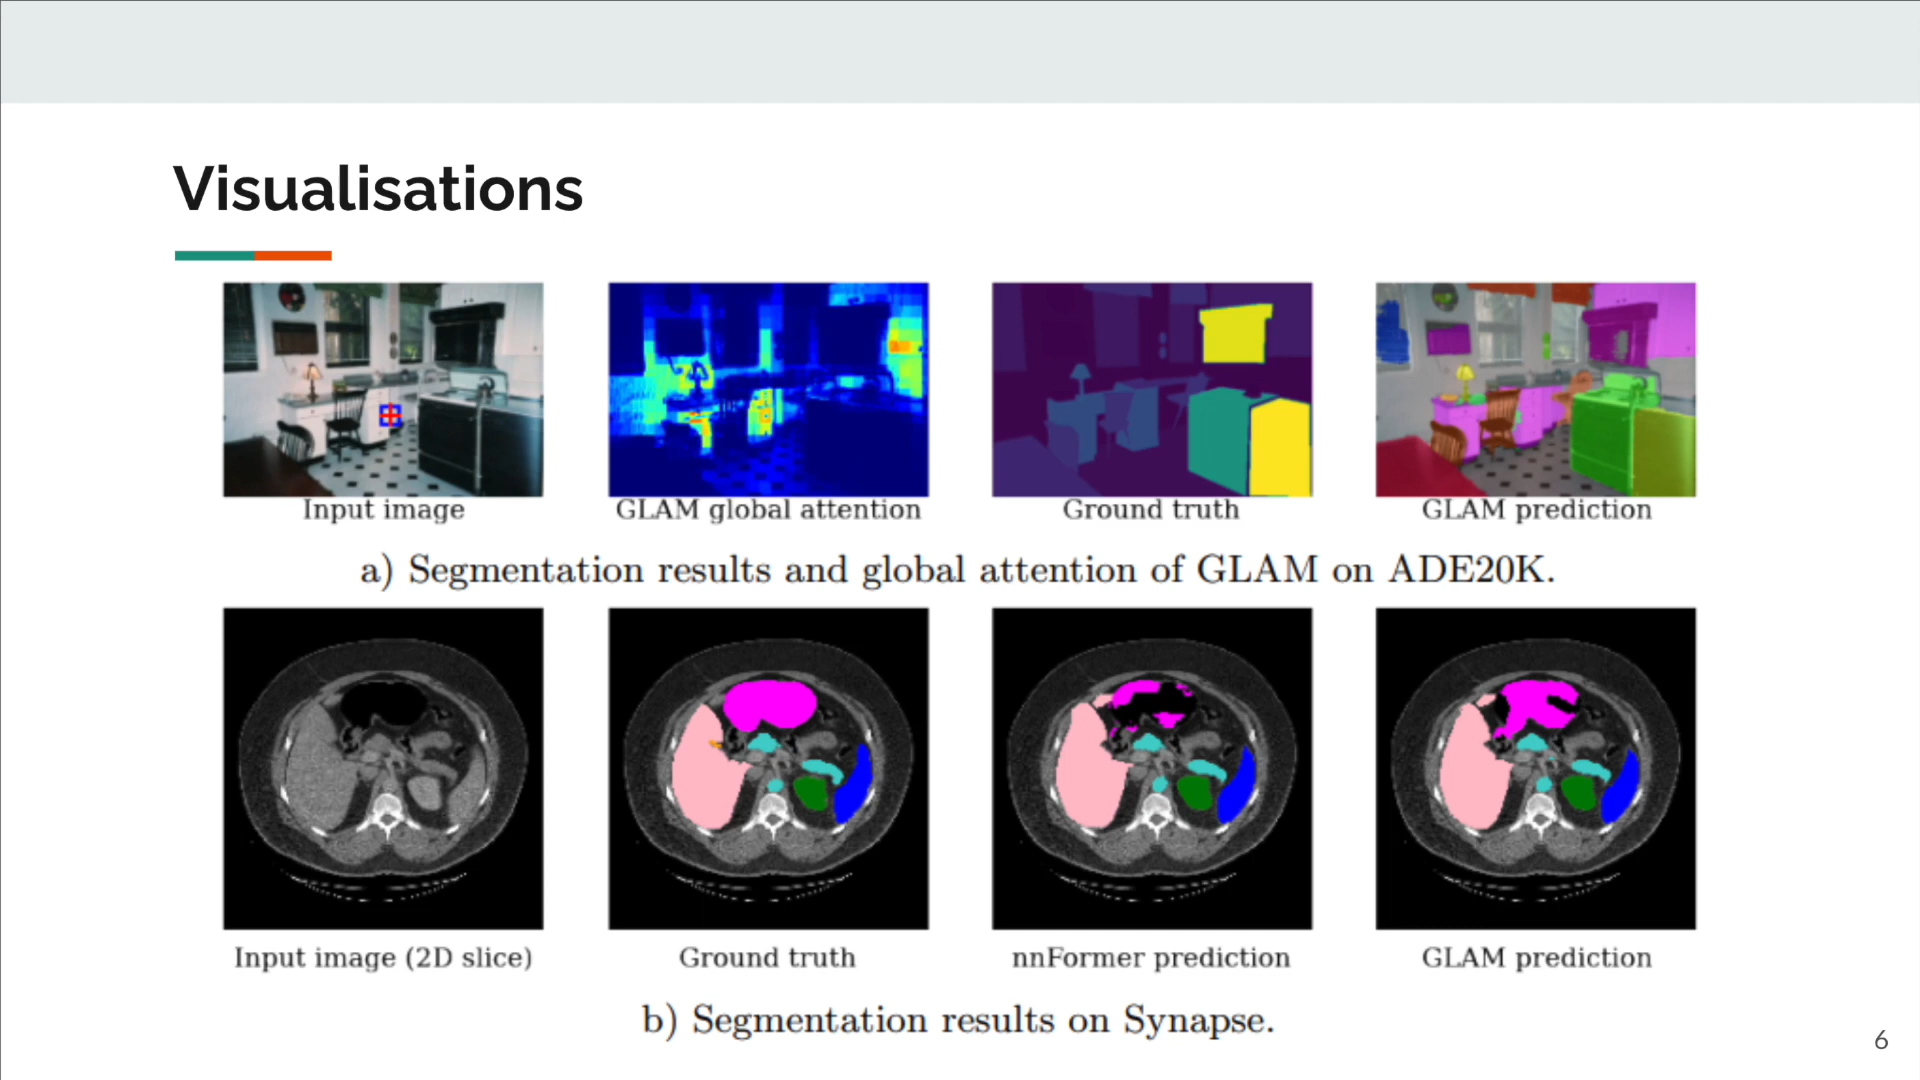 Visualisations
Input image
GLAM global attention
Ground truth
GLAM prediction
a) Segmentation results and global attention of GLAM on ADE20K.
Input image (2D slice)
Ground truth
nnFormer prediction
GLAM prediction
b) Segmentation results on Synapse.
6